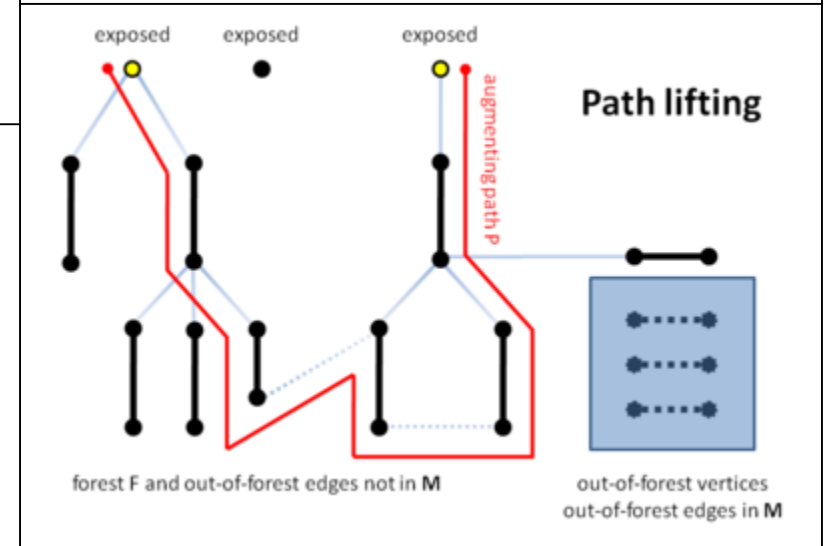 exposed
exposed
exposed
Path lifting
augmenting path P
forest F and out-of-forest edges not in M
out-of-forest vertices
out-of-forest edges in M